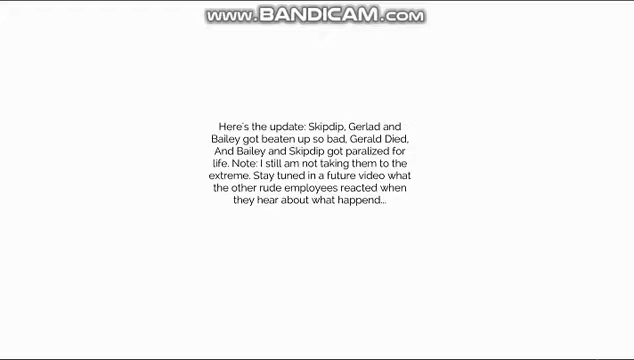 www.BANDICAM.com
Here's the update: Skipdip, Gerlad and
Bailey got beaten up so bad, Gerald Died,
And Bailey and Skipdip got paralized for
life. Note: I still am not taking them to the
extreme. Stay tuned in a future video what
the other rude employees reacted when
they hear about what happend...